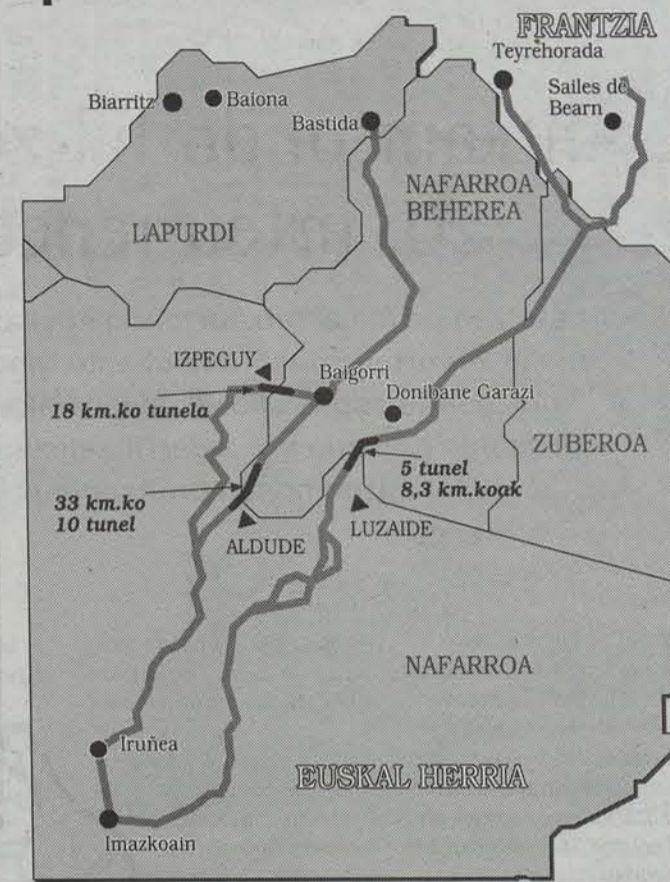 FRANTZIA
Teyrehorada
Sailes de
Bearn
Biarritz
Baiona
Bastida
NAFARROA
BEHEREA
LAPURDI
IZPEGUY
Baigorri
Donibane Garazi
18 km.ko tunela
ZUBEROA
5 tunel
8,3 km.koak
33 km.ko
10 tunel
ALDUDE
LUZAIDE
NAFARROA
Iruñea
EUSKAL HERRIA
Imazkoain